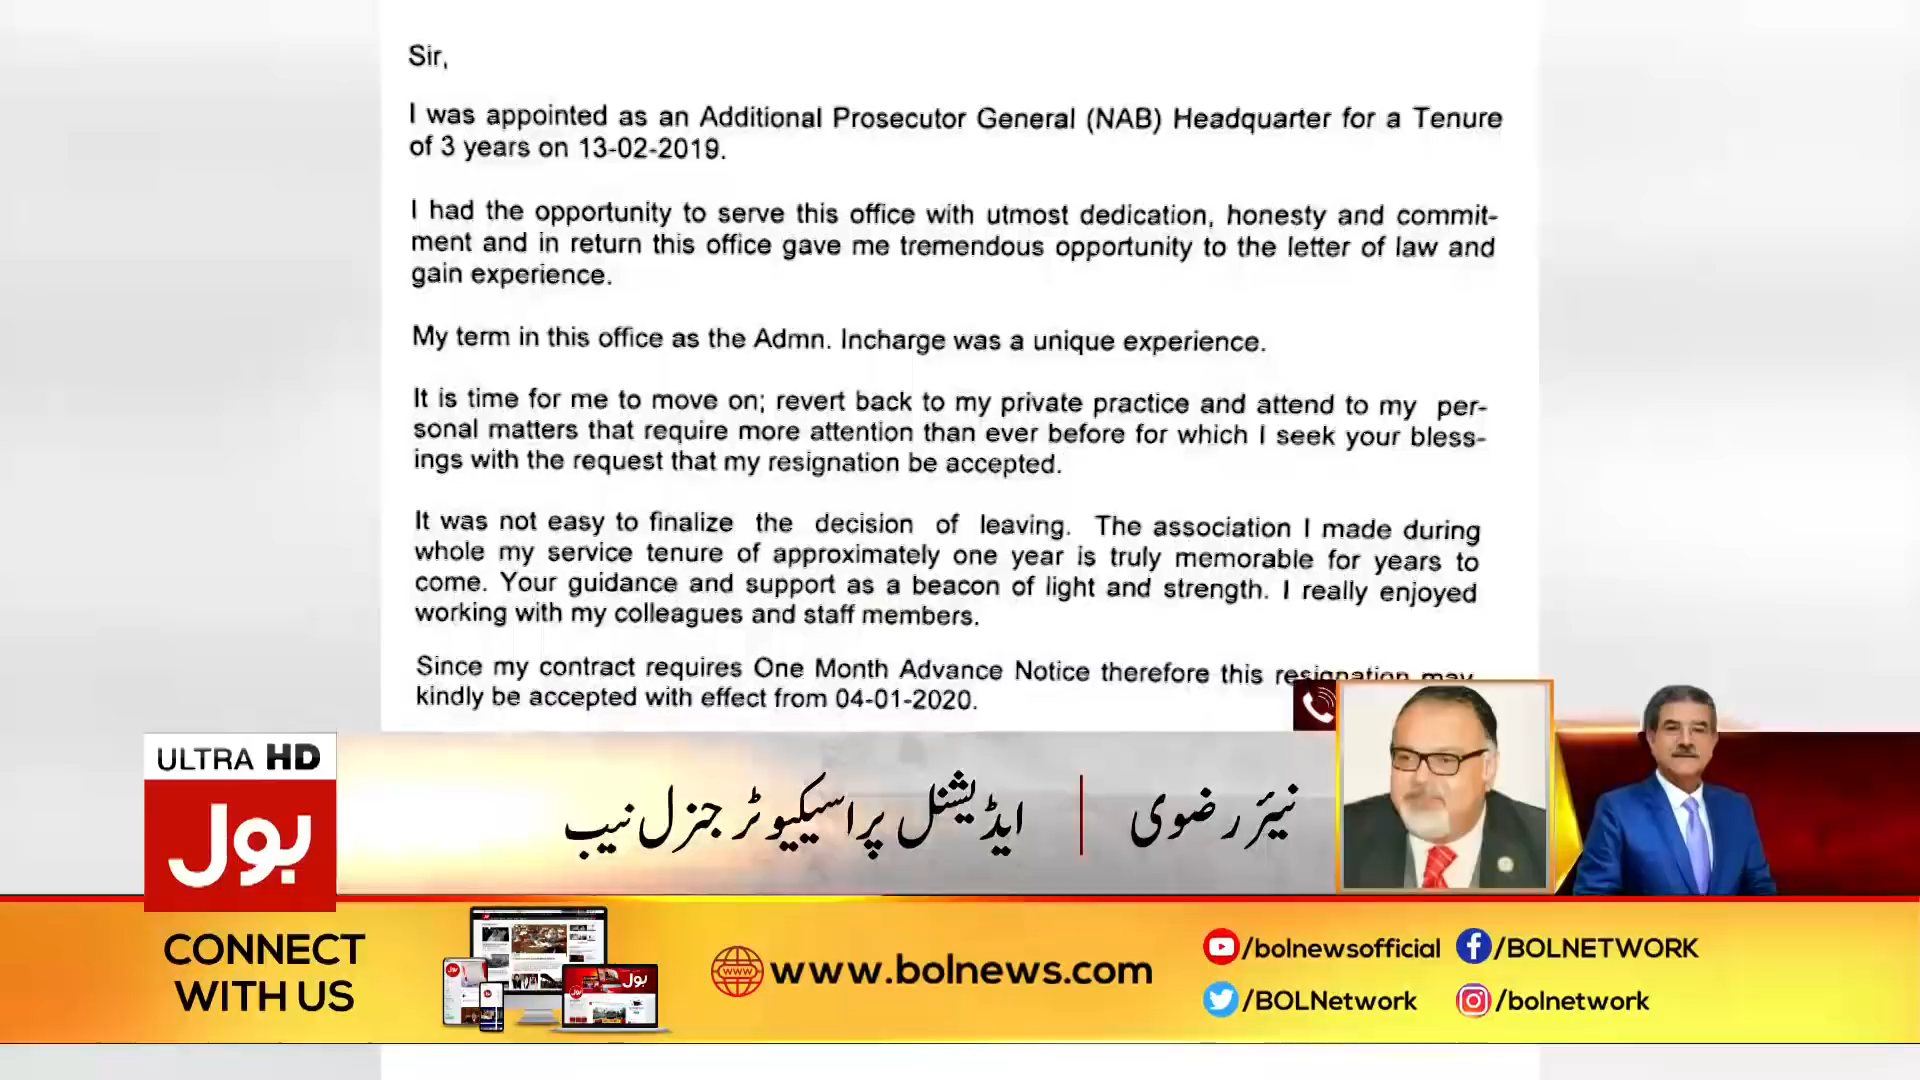 Sir,
I was appointed as an Additional Prosecutor General (NAB) Headquarter for a Tenure
of 3 years on 13-02-2019.
I had the opportunity to serve this office with utmost dedication, honesty and commit-
ment and in return this office gave me tremendous opportunity to the letter of law and
gain experience.
My term in this office as the Admn. Incharge was a unique experience.
It is time for me to move on; revert back to my private practice and attend to my per-
sonal matters that require more attention than ever before for which I seek your bless-
ings with the request that my resignation be accepted.
It was not easy to finalize the decision of leaving. The association I made during
whole my service tenure of approximately one year is truly memorable for years to
come. Your guidance and support as a beacon of light and strength. I really enjoyed
working with my colleagues and staff members.
Since my contract requires One Month Advance Notice therefore this resignation may
kindly be accepted with effect from 04-01-2020.
ULTRA HD
بول
نیئر رضوی | ایڈیشنل پراسیکیوٹر جنرل نیب
CONNECT
WITH US
www.bolnews.com
/bolnewsofficial
/BOLNETWORK
/BOLNetwork
/bolnetwork